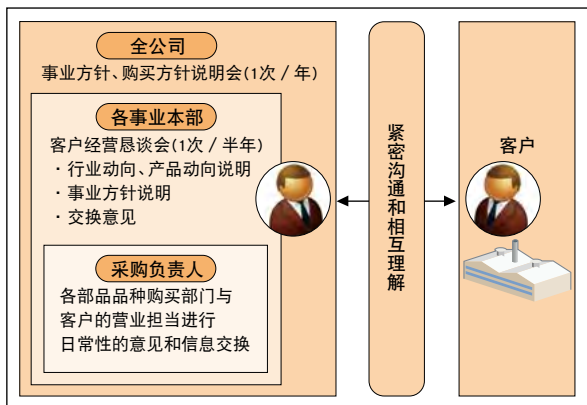 全公司
事业方针、购买方针说明会(1次／年)
各事业本部
客户经营恳谈会(1次／半年)
・行业动向、产品动向说明
・事业方针说明
・交换意见
采购负责人
各部品品种购买部门与
客户的营业担当进行
日常性的意见和信息交换
紧密沟通和相互理解
客户